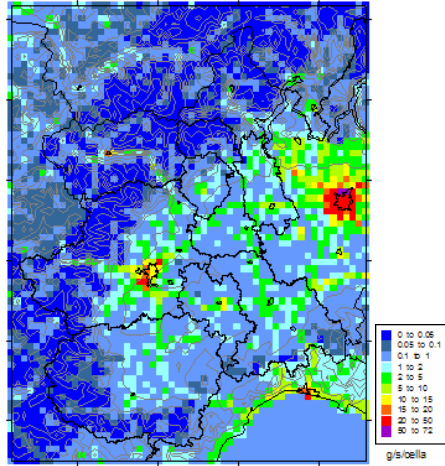 0 to 0.05
0.05 to 0.1
0.1 to 1
1 to 2
2 to 5
5 to 10
10 to 15
15 to 20
20 to 50
50 to 72
g/s/cella